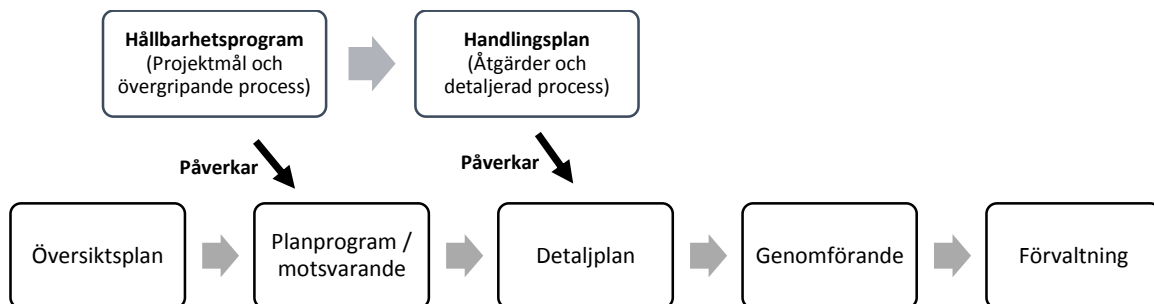 Hållbarhetsprogram
(Projektmål och
övergripande process)
Handlingsplan
(Åtgärder och
detaljerad process)
Påverkar
Påverkar
Översiktsplan
Planprogram /
motsvarande
Detaljplan
Genomförande
Förvaltning